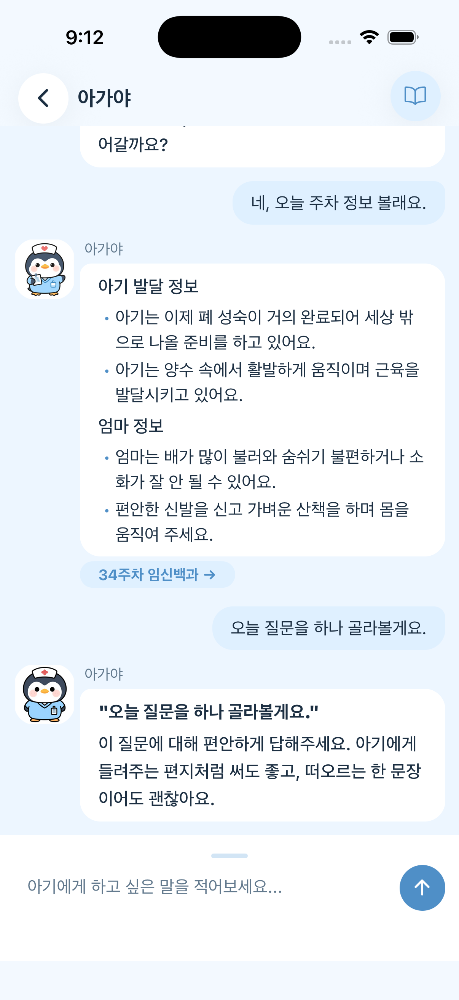 9:12
아가야
어갈까요?
네, 오늘 주차 정보 볼래요.
아가야
아기 발달 정보
• 아기는 이제 폐 성숙이 거의 완료되어 세상 밖
으로 나올 준비를 하고 있어요.
• 아기는 양수 속에서 활발하게 움직이며 근육을
발달시키고 있어요.
엄마 정보
• 엄마는 배가 많이 불러와 숨쉬기 불편하거나 소
화가 잘 안 될 수 있어요.
• 편안한 신발을 신고 가벼운 산책을 하며 몸을
움직여 주세요.
34주차 임신백과 →
오늘 질문을 하나 골라볼게요.
아가야
"오늘 질문을 하나 골라볼게요."
이 질문에 대해 편안하게 답해주세요. 아기에게
들려주는 편지처럼 써도 좋고, 떠오르는 한 문장
이어도 괜찮아요.
아기에게 하고 싶은 말을 적어보세요...